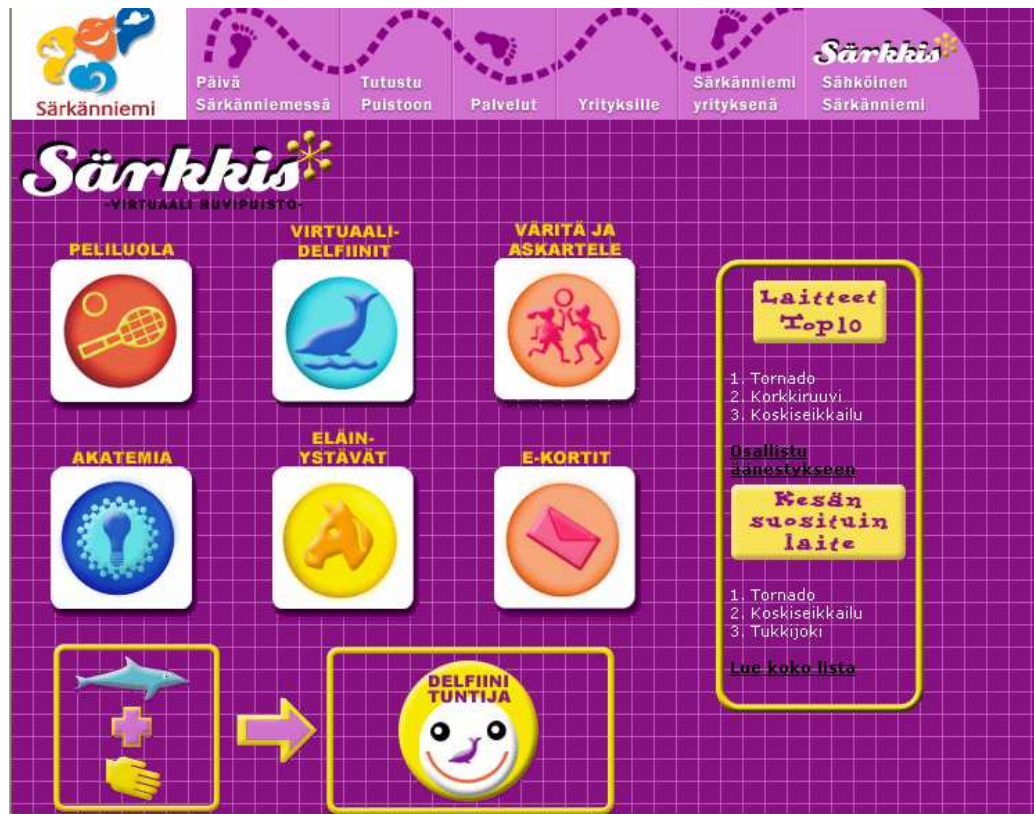 Särkänniemi
Päivä
Särkänniemessä
Tutustu
Puistoon
Palvelut
Yrityksille
Särkänniemi
yrityksenä
Särkkis
Sähköinen
Särkänniemi
Särkkis
-VIRTUAALI HUVIPUISTO-
PELILUOLA
VIRTUAALI-
DELFIINIT
VÄRITÄ JA
ASKARTELE
AKATEMIA
ELÄIN-
YSTÄVÄT
E-KORTIT
DELFIINI
TUNTIJA
Laitteet
Top10
1. Tornado
2. Korkkiruuvi
3. Koskiseikkailu
Osallistu
äänestykseen
Kesän
suosituin
laite
1. Tornado
2. Koskiseikkailu
3. Tukkijoki
Lue koko lista